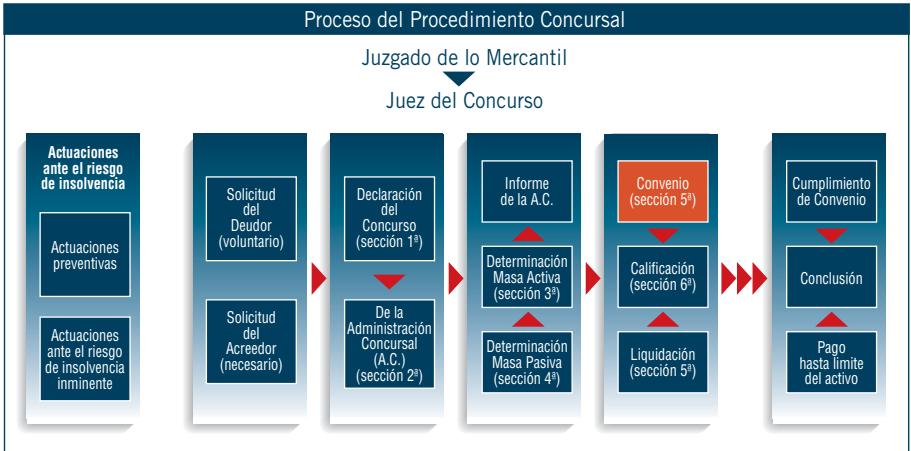 Proceso del Procedimiento Concursal
Juzgado de lo Mercantil
Juez del Concurso
Actuaciones
ante el riesgo
de insolvencia
Actuaciones
preventivas
Actuaciones
ante el riesgo
de insolvencia
inminente
Solicitud
del
Deudor
(voluntario)
Solicitud
del
Acreedor
(necesario)
Declaración
del
Concurso
(sección 1ª)
De la
Administración
Concursal
(A.C.)
(sección 2ª)
Informe
de la A.C.
Determinación
Masa Activa
(sección 3ª)
Determinación
Masa Pasiva
(sección 4ª)
Convenio
(sección 5ª)
Calificación
(sección 6ª)
Liquidación
(sección 5ª)
Cumplimiento
de Convenio
Conclusión
Pago
hasta limite
del activo